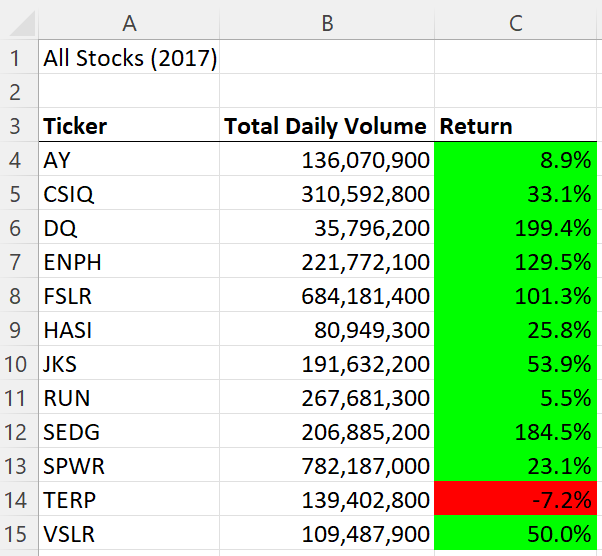 A B C
1 All Stocks (2017)
2
3 Ticker Total Daily Volume Return
4 AY 136,070,900 8.9%
5 CSIQ 310,592,800 33.1%
6 DQ 35,796,200 199.4%
7 ENPH 221,772,100 129.5%
8 FSLR 684,181,400 101.3%
9 HASI 80,949,300 25.8%
10 JKS 191,632,200 53.9%
11 RUN 267,681,300 5.5%
12 SEDG 206,885,200 184.5%
13 SPWR 782,187,000 23.1%
14 TERP 139,402,800 -7.2%
15 VSLR 109,487,900 50.0%